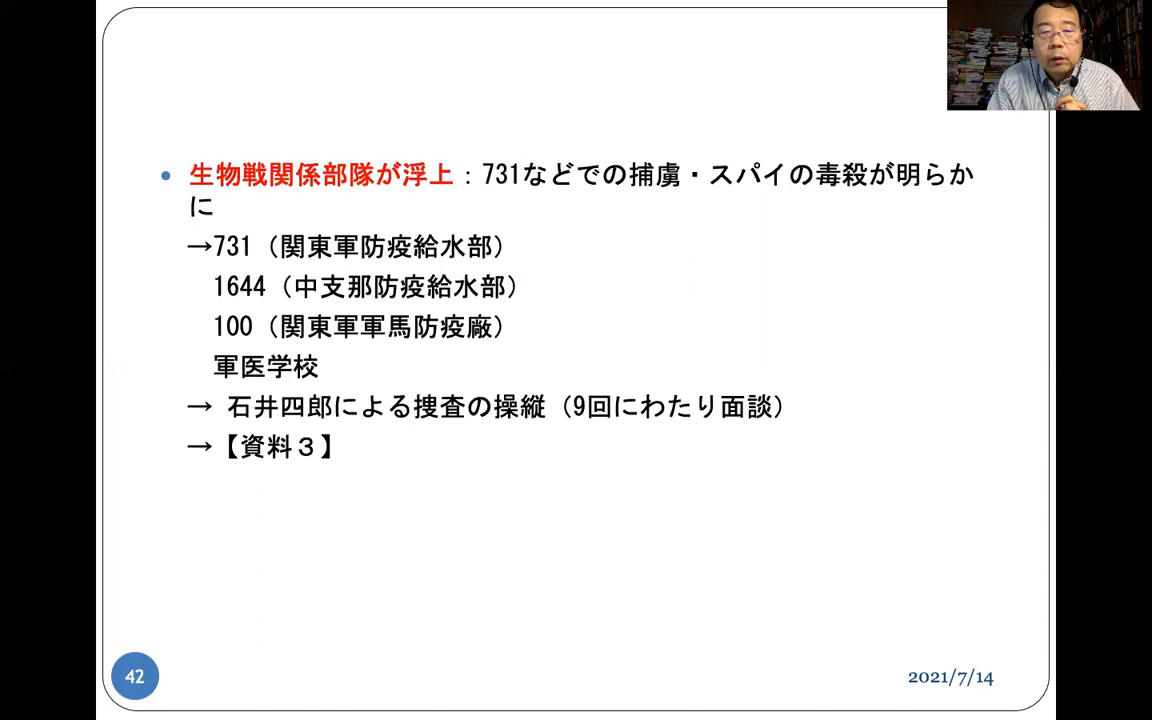 • 生物戦関係部隊が浮上：731などでの捕虜・スパイの毒殺が明らか
に
→731（関東軍防疫給水部）
1644（中支那防疫給水部）
100（関東軍軍馬防疫廠）
軍医学校
→ 石井四郎による捜査の操縦（9回にわたり面談）
→【資料３】
42
2021/7/14